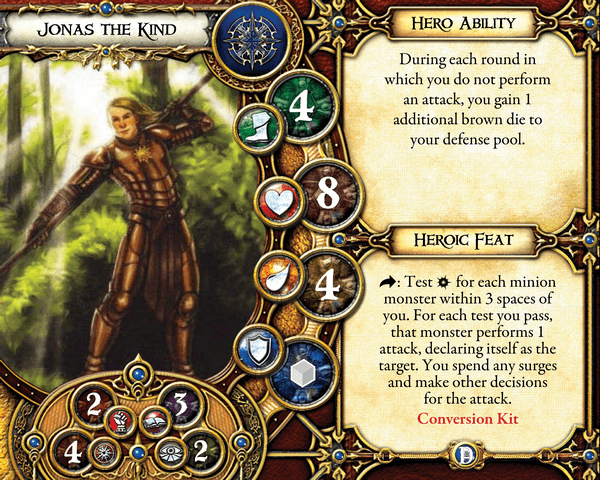 Jonas the Kind
4
8
4
2
3
4
2
Hero Ability
During each round in
which you do not perform
an attack, you gain 1
additional brown die to
your defense pool.
Heroic Feat
: Test for each minion
monster within 3 spaces of
you. For each test you pass,
that monster performs 1
attack, declaring itself as the
target. You spend any surges
and make other decisions
for the attack.
Conversion Kit
D